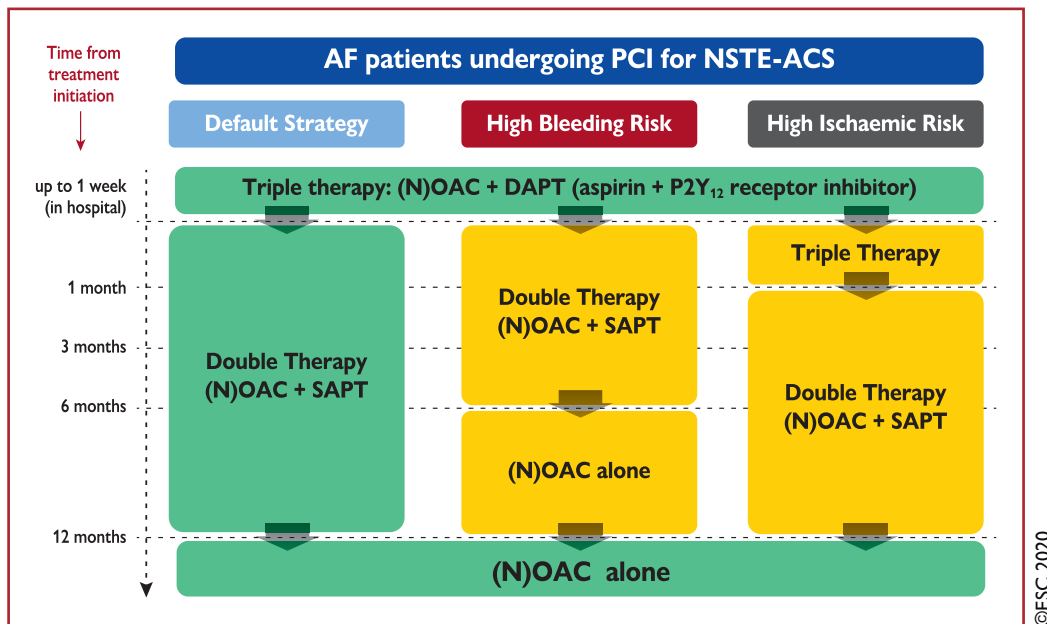 AF patients undergoing PCI for NSTE-ACS
Time from
treatment
initiation
Default Strategy
High Bleeding Risk
High Ischaemic Risk
up to 1 week
(in hospital)
Triple therapy: (N)OAC + DAPT (aspirin + P2Y₁₂ receptor inhibitor)
Triple Therapy
1 month
Double Therapy
(N)OAC + SAPT
3 months
Double Therapy
(N)OAC + SAPT
Double Therapy
(N)OAC + SAPT
6 months
(N)OAC alone
12 months
(N)OAC alone
©ESC 2020